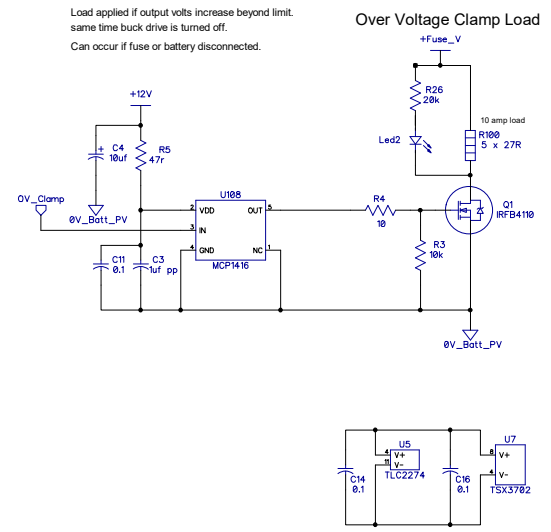 Load applied if output volts increase beyond limit.
same time buck drive is turned off.
Can occur if fuse or battery disconnected.
Over Voltage Clamp Load
+Fuse_V
R26
20k
10 amp load
R100
5 x 27R
Led2
+12V
C4
10uf
+
R5
47r
OV_Clamp
0V_Batt_PV
U108
2 VDD OUT 5
3 IN
4 GND NC 1
MCP1416
R4
10
Q1
IRFB4110
R3
10k
C11
0.1
C3
1uf pp
0V_Batt_PV
U5
4 V+
11 V-
TLC2274
C14
0.1
C16
0.1
U7
8 V+
4 V-
TSX3702